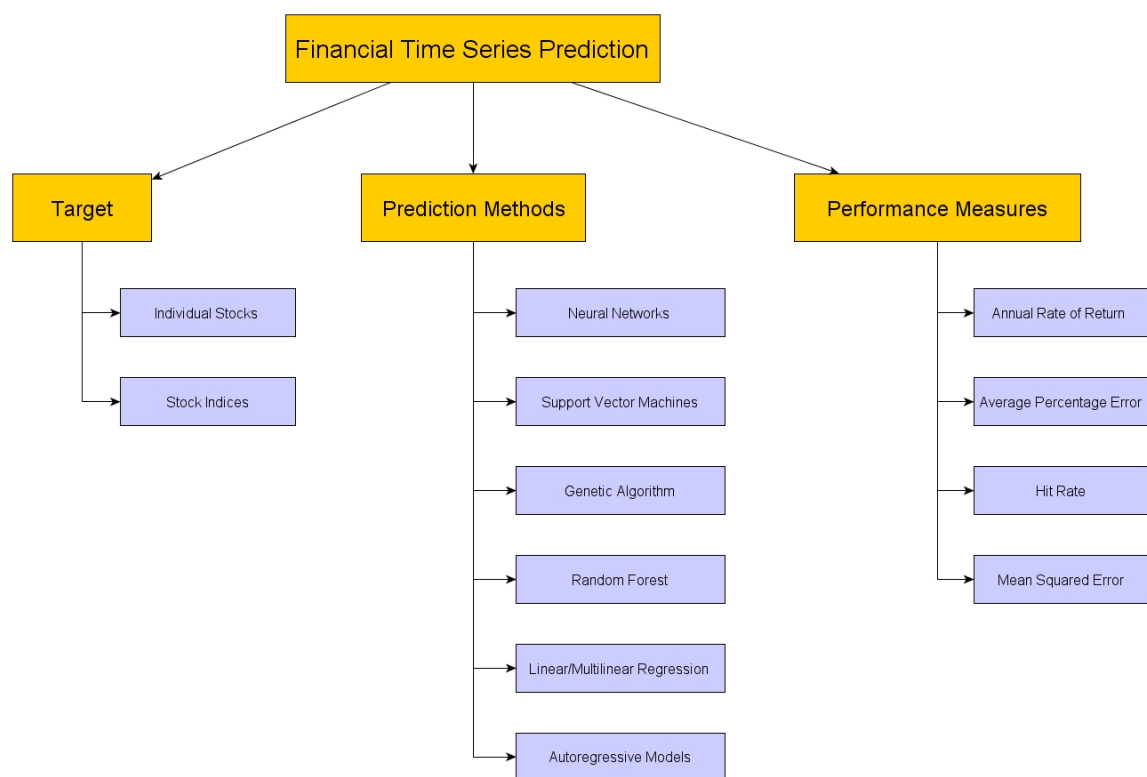 Financial Time Series Prediction
Target
Prediction Methods
Performance Measures
Individual Stocks
Stock Indices
Neural Networks
Support Vector Machines
Genetic Algorithm
Random Forest
Linear/Multilinear Regression
Autoregressive Models
Annual Rate of Return
Average Percentage Error
Hit Rate
Mean Squared Error